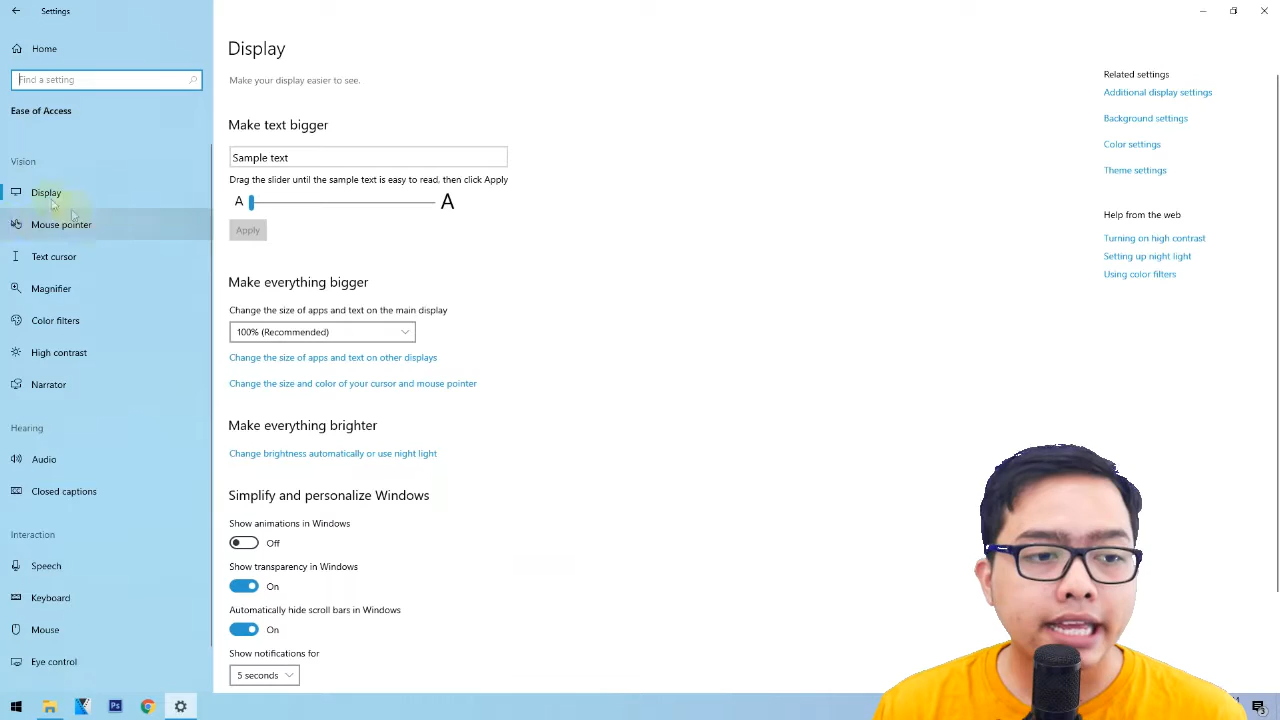 Settings
Home
Find a setting
Ease of Access
Vision
Display
Mouse pointer
Text cursor
Magnifier
Color filters
High contrast
Narrator
Hearing
Audio
Closed captions
Interaction
Speech
Keyboard
Mouse
Eye control
Display
Make your display easier to see.
Make text bigger
Sample text
Drag the slider until the sample text is easy to read, then click Apply
A A
Apply
Make everything bigger
Change the size of apps and text on the main display
100% (Recommended)
Change the size of apps and text on other displays
Change the size and color of your cursor and mouse pointer
Make everything brighter
Change brightness automatically or use night light
Simplify and personalize Windows
Show animations in Windows
Off
Show transparency in Windows
On
Automatically hide scroll bars in Windows
On
Show notifications for
5 seconds
Related settings
Additional display settings
Background settings
Color settings
Theme settings
Help from the web
Turning on high contrast
Setting up night light
Using color filters
Ps